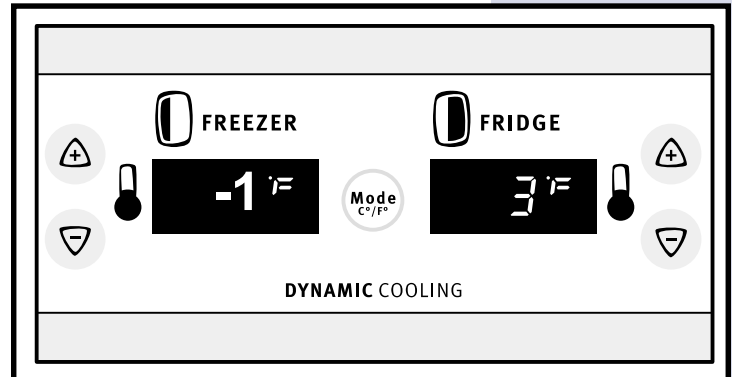 FREEZER
FRIDGE
+
+
-1 °F
Mode
C°/F°
3 °F
-
-
DYNAMIC COOLING